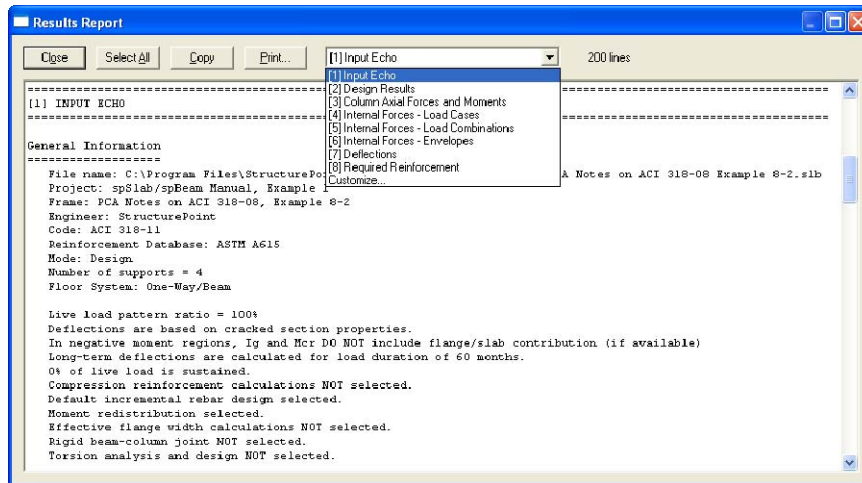 Results Report
Close Select All Copy Print... [1] Input Echo 200 lines
[1] Input Echo
[2] Design Results
[3] Column Axial Forces and Moments
[4] Internal Forces - Load Cases
[5] Internal Forces - Load Combinations
[6] Internal Forces - Envelopes
[7] Deflections
[8] Required Reinforcement
Customize...
[1] INPUT ECHO
General Information
File name: C:\Program Files\StructurePo A Notes on ACI 318-08 Example 8-2.slb
Project: spSlab/spBeam Manual, Example 1
Frame: PCA Notes on ACI 318-08, Example 8-2
Engineer: StructurePoint
Code: ACI 318-11
Reinforcement Database: ASTM A615
Mode: Design
Number of supports = 4
Floor System: One-Way/Beam
Live load pattern ratio = 100%
Deflections are based on cracked section properties.
In negative moment regions, Ig and Mcr DO NOT include flange/slab contribution (if available)
Long-term deflections are calculated for load duration of 60 months.
0% of live load is sustained.
Compression reinforcement calculations NOT selected.
Default incremental rebar design selected.
Moment redistribution selected.
Effective flange width calculations NOT selected.
Rigid beam-column joint NOT selected.
Torsion analysis and design NOT selected.